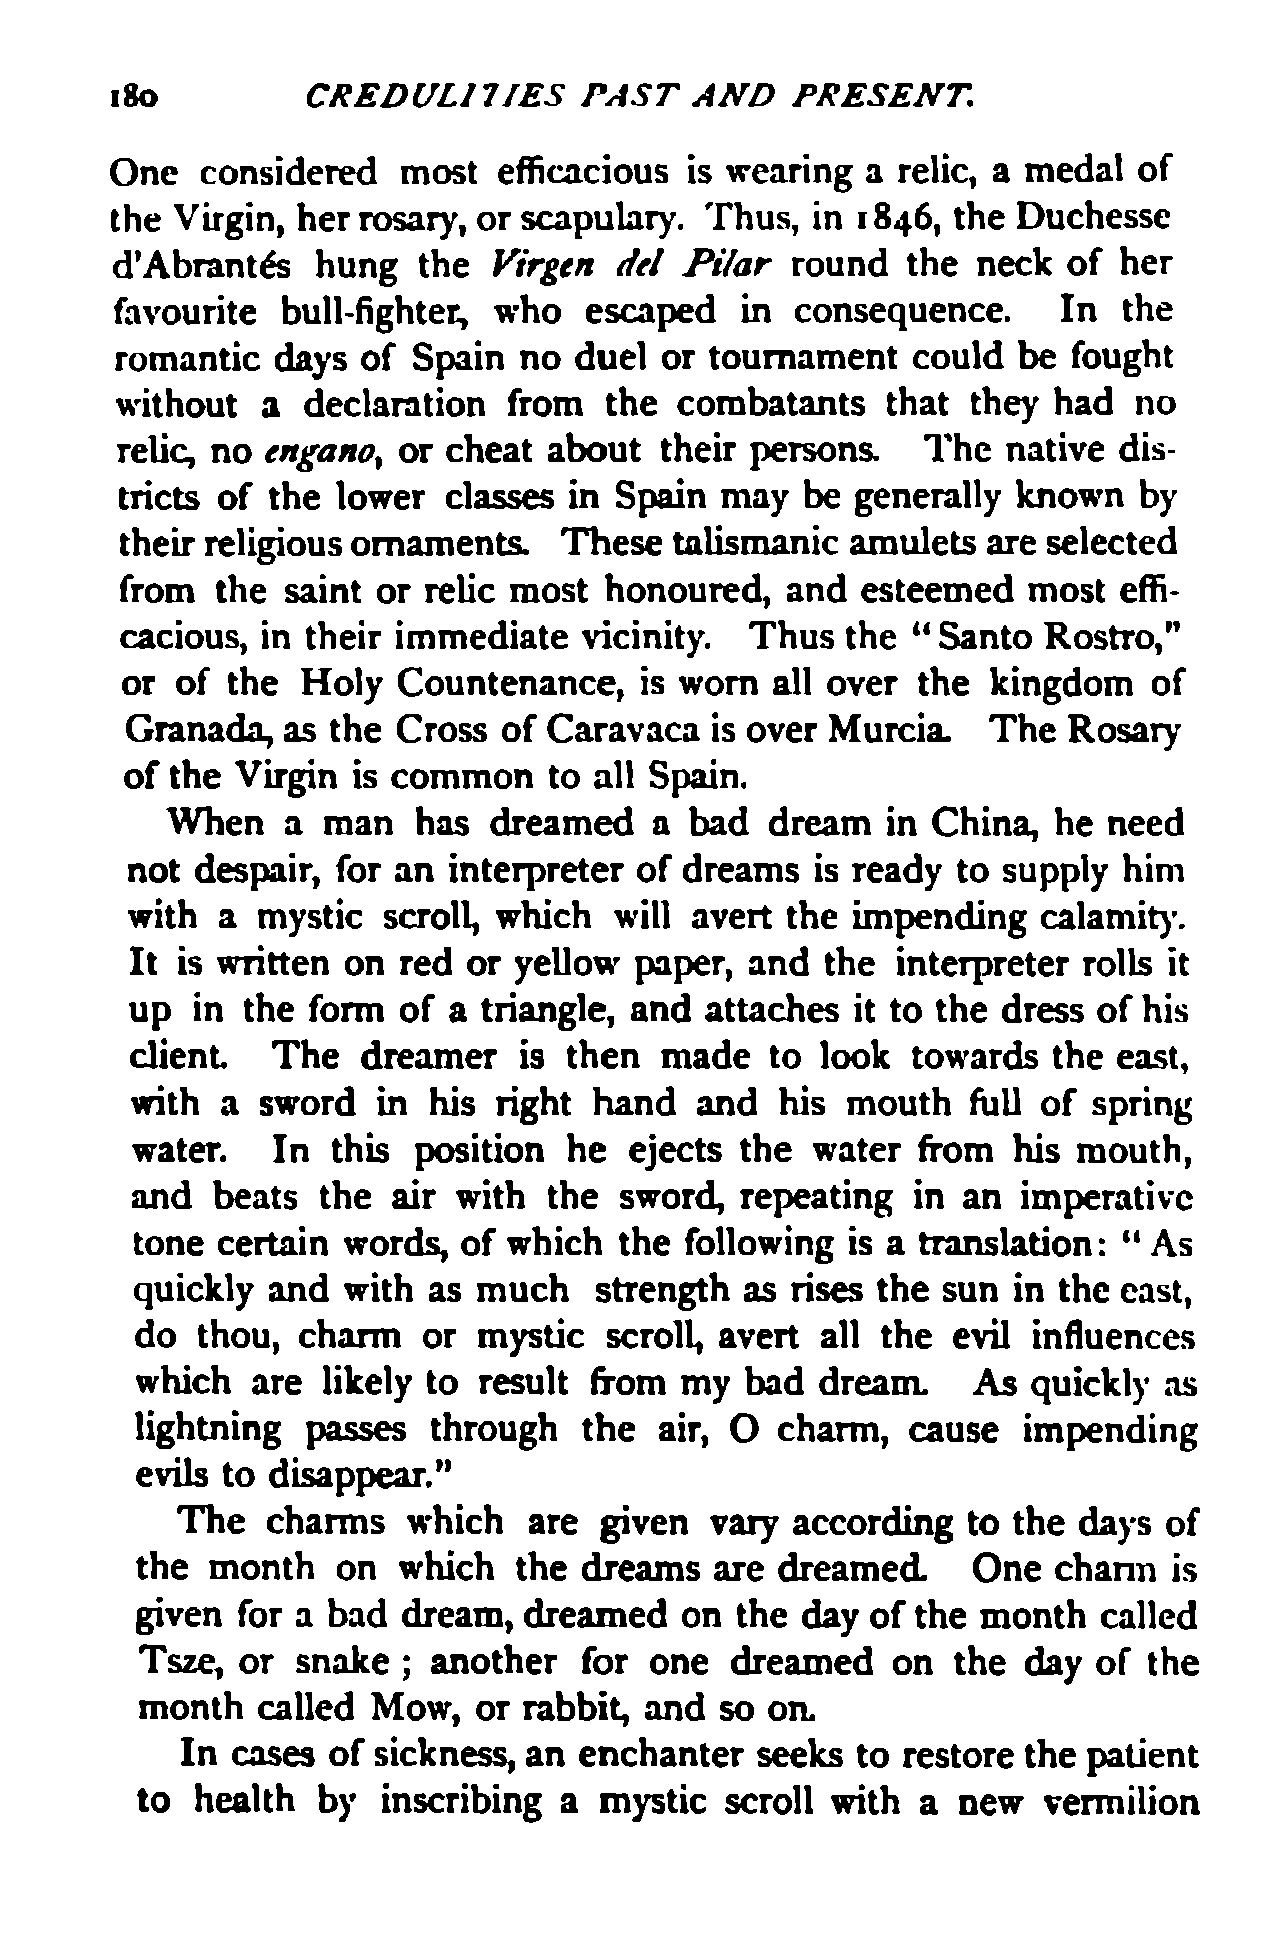 180 CREDULITIES PAST AND PRESENT.
One considered most efficacious is wearing a relic, a medal of
the Virgin, her rosary, or scapulary. Thus, in 1846, the Duchesse
d'Abrantés hung the Virgen del Pilar round the neck of her
favourite bull-fighter, who escaped in consequence. In the
romantic days of Spain no duel or tournament could be fought
without a declaration from the combatants that they had no
relic, no engano, or cheat about their persons. The native dis-
tricts of the lower classes in Spain may be generally known by
their religious ornaments. These talismanic amulets are selected
from the saint or relic most honoured, and esteemed most effi-
cacious, in their immediate vicinity. Thus the "Santo Rostro,"
or of the Holy Countenance, is worn all over the kingdom of
Granada, as the Cross of Caravaca is over Murcia. The Rosary
of the Virgin is common to all Spain.
When a man has dreamed a bad dream in China, he need
not despair, for an interpreter of dreams is ready to supply him
with a mystic scroll, which will avert the impending calamity.
It is written on red or yellow paper, and the interpreter rolls it
up in the form of a triangle, and attaches it to the dress of his
client. The dreamer is then made to look towards the east,
with a sword in his right hand and his mouth full of spring
water. In this position he ejects the water from his mouth,
and beats the air with the sword, repeating in an imperative
tone certain words, of which the following is a translation: "As
quickly and with as much strength as rises the sun in the east,
do thou, charm or mystic scroll, avert all the evil influences
which are likely to result from my bad dream. As quickly as
lightning passes through the air, O charm, cause impending
evils to disappear."
The charms which are given vary according to the days of
the month on which the dreams are dreamed. One charm is
given for a bad dream, dreamed on the day of the month called
Tsze, or snake ; another for one dreamed on the day of the
month called Mow, or rabbit, and so on.
In cases of sickness, an enchanter seeks to restore the patient
to health by inscribing a mystic scroll with a new vermilion